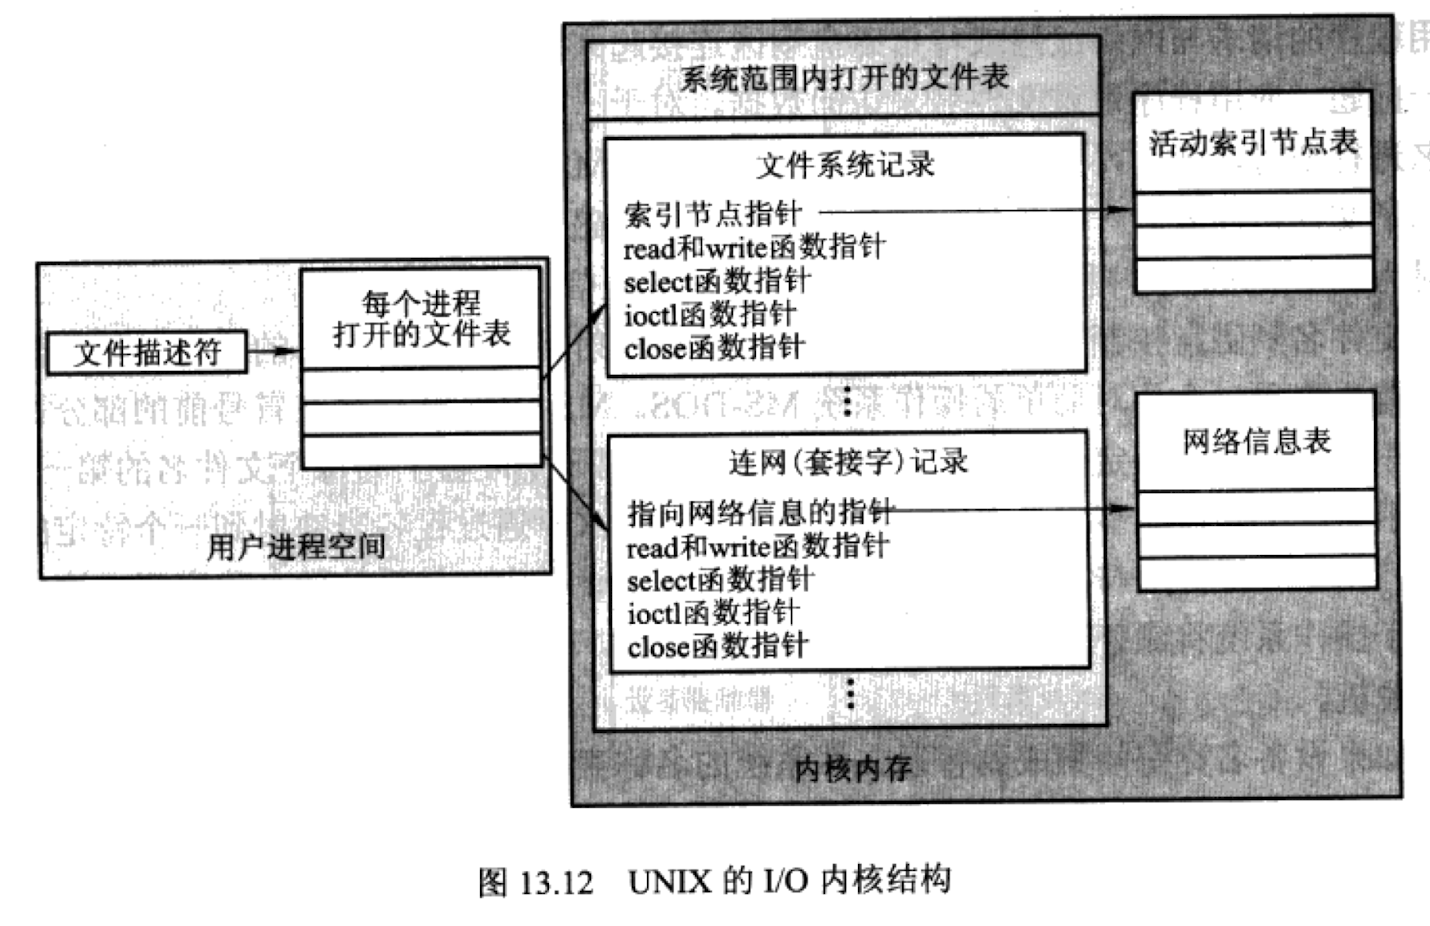 文件描述符
每个进程
打开的文件表
用户进程空间
系统范围内打开的文件表
文件系统记录
索引节点指针
read和write函数指针
select函数指针
ioctl函数指针
close函数指针
连网(套接字)记录
指向网络信息的指针
read和write函数指针
select函数指针
ioctl函数指针
close函数指针
内核内存
活动索引节点表
网络信息表
图 13.12 UNIX 的 I/O 内核结构